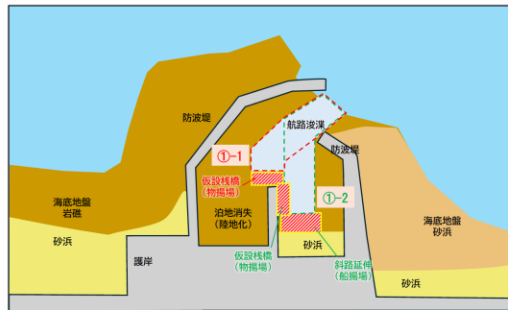 防波堤
航路浚渫
防波堤
①-1
仮設桟橋
(物揚場)
①-2
海底地盤
岩礁
泊地消失
(陸地化)
海底地盤
砂浜
砂浜
護岸
仮設桟橋
(物揚場)
砂浜
斜路延伸
(船揚場)
砂浜